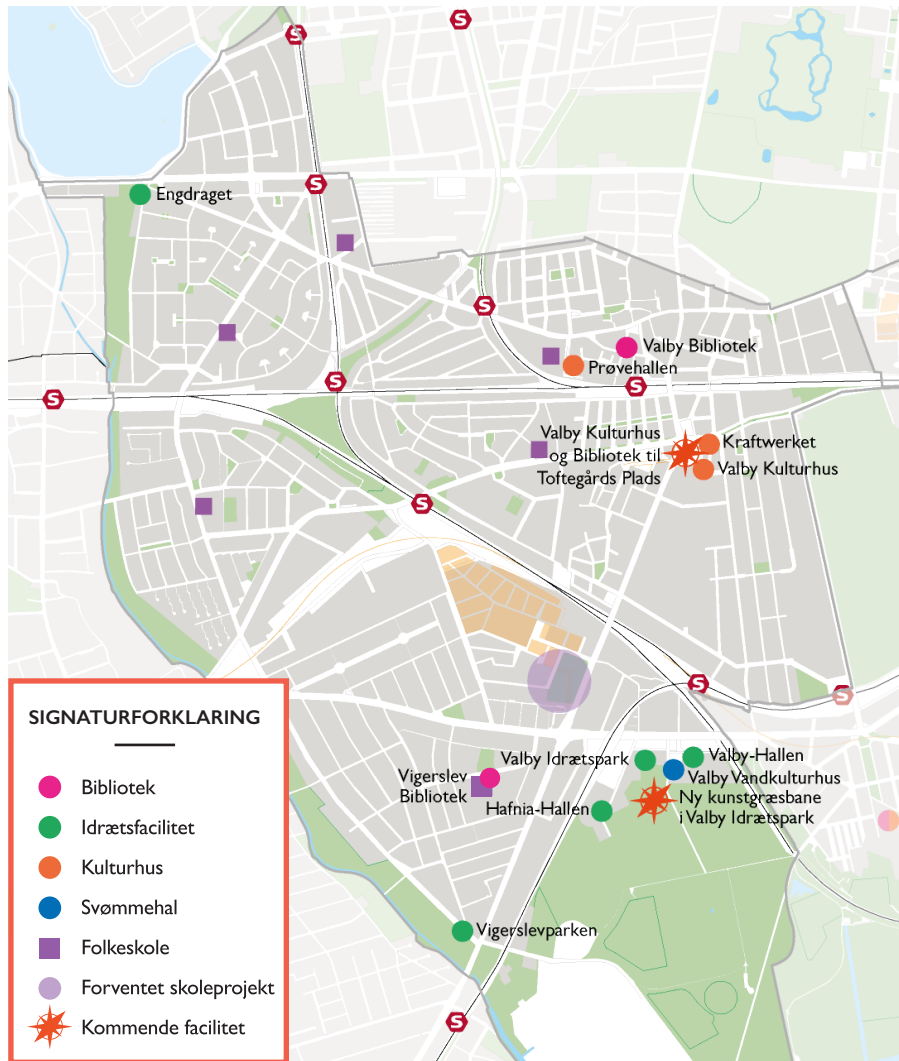 S
S
S
Engdraget
S
Valby Bibliotek
Prøvehallen
S
S
S
Valby Kulturhus
og Bibliotek til
Toftegårds Plads
Kraftwerket
Valby Kulturhus
S
S
S
Valby Idrætspark
Valby-Hallen
Vigerslev
Bibliotek
Valby Vandkulturhus
Hafnia-Hallen
Ny kunstgræsbane
i Valby Idrætspark
Vigerslevparken
S
SIGNATURFORKLARING
Bibliotek
Idrætsfacilitet
Kulturhus
Svømmehal
Folkeskole
Forventet skoleprojekt
Kommende facilitet